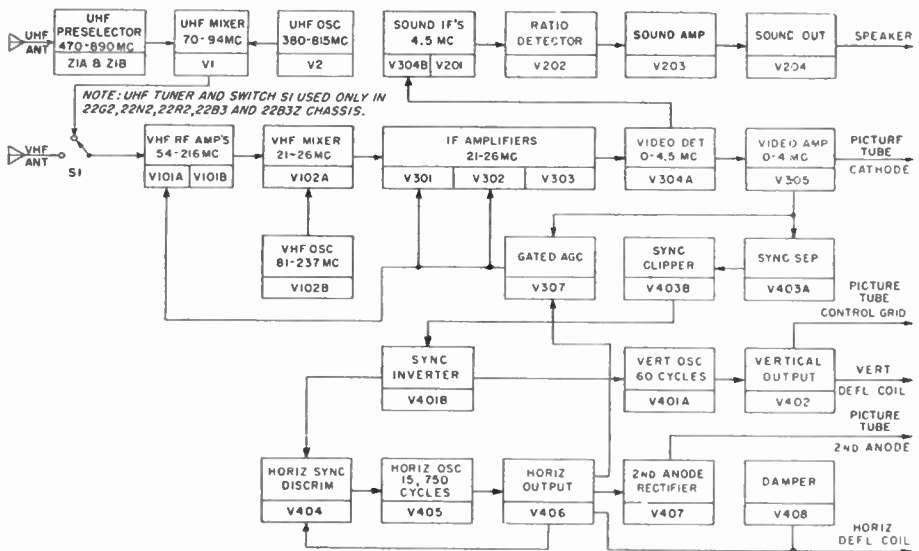 UHF ANT
UHF PRESELECTOR 470-890MC
Z1A & Z1B
UHF MIXER 70-94MC
V1
UHF OSC 380-815MC
V2
SOUND IF'S 4.5 MC
V304B V201
RATIO DETECTOR
V202
SOUND AMP
V203
SOUND OUT
V204
SPEAKER
NOTE: UHF TUNER AND SWITCH S1 USED ONLY IN
22G2, 22N2, 22R2, 22B3 AND 22B3Z CHASSIS.
VHF ANT
S1
VHF RF AMP'S 54-216MC
V101A V101B
VHF MIXER 21-26MC
V102A
IF AMPLIFIERS 21-26MC
V301 V302 V303
VIDEO DET 0-4.5 MC
V304A
VIDEO AMP 0-4 MC
V305
PICTURE TUBE CATHODE
VHF OSC 81-237MC
V102B
GATED AGC
V307
SYNC CLIPPER
V403B
SYNC SEP
V403A
PICTURE TUBE CONTROL GRID
SYNC INVERTER
V401B
VERT OSC 60 CYCLES
V401A
VERTICAL OUTPUT
V402
VERT DEFL COIL
PICTURE TUBE 2ND ANODE
HORIZ SYNC DISCRIM
V404
HORIZ OSC 15,750 CYCLES
V405
HORIZ OUTPUT
V406
2ND ANODE RECTIFIER
V407
DAMPER
V408
HORIZ DEFL COIL